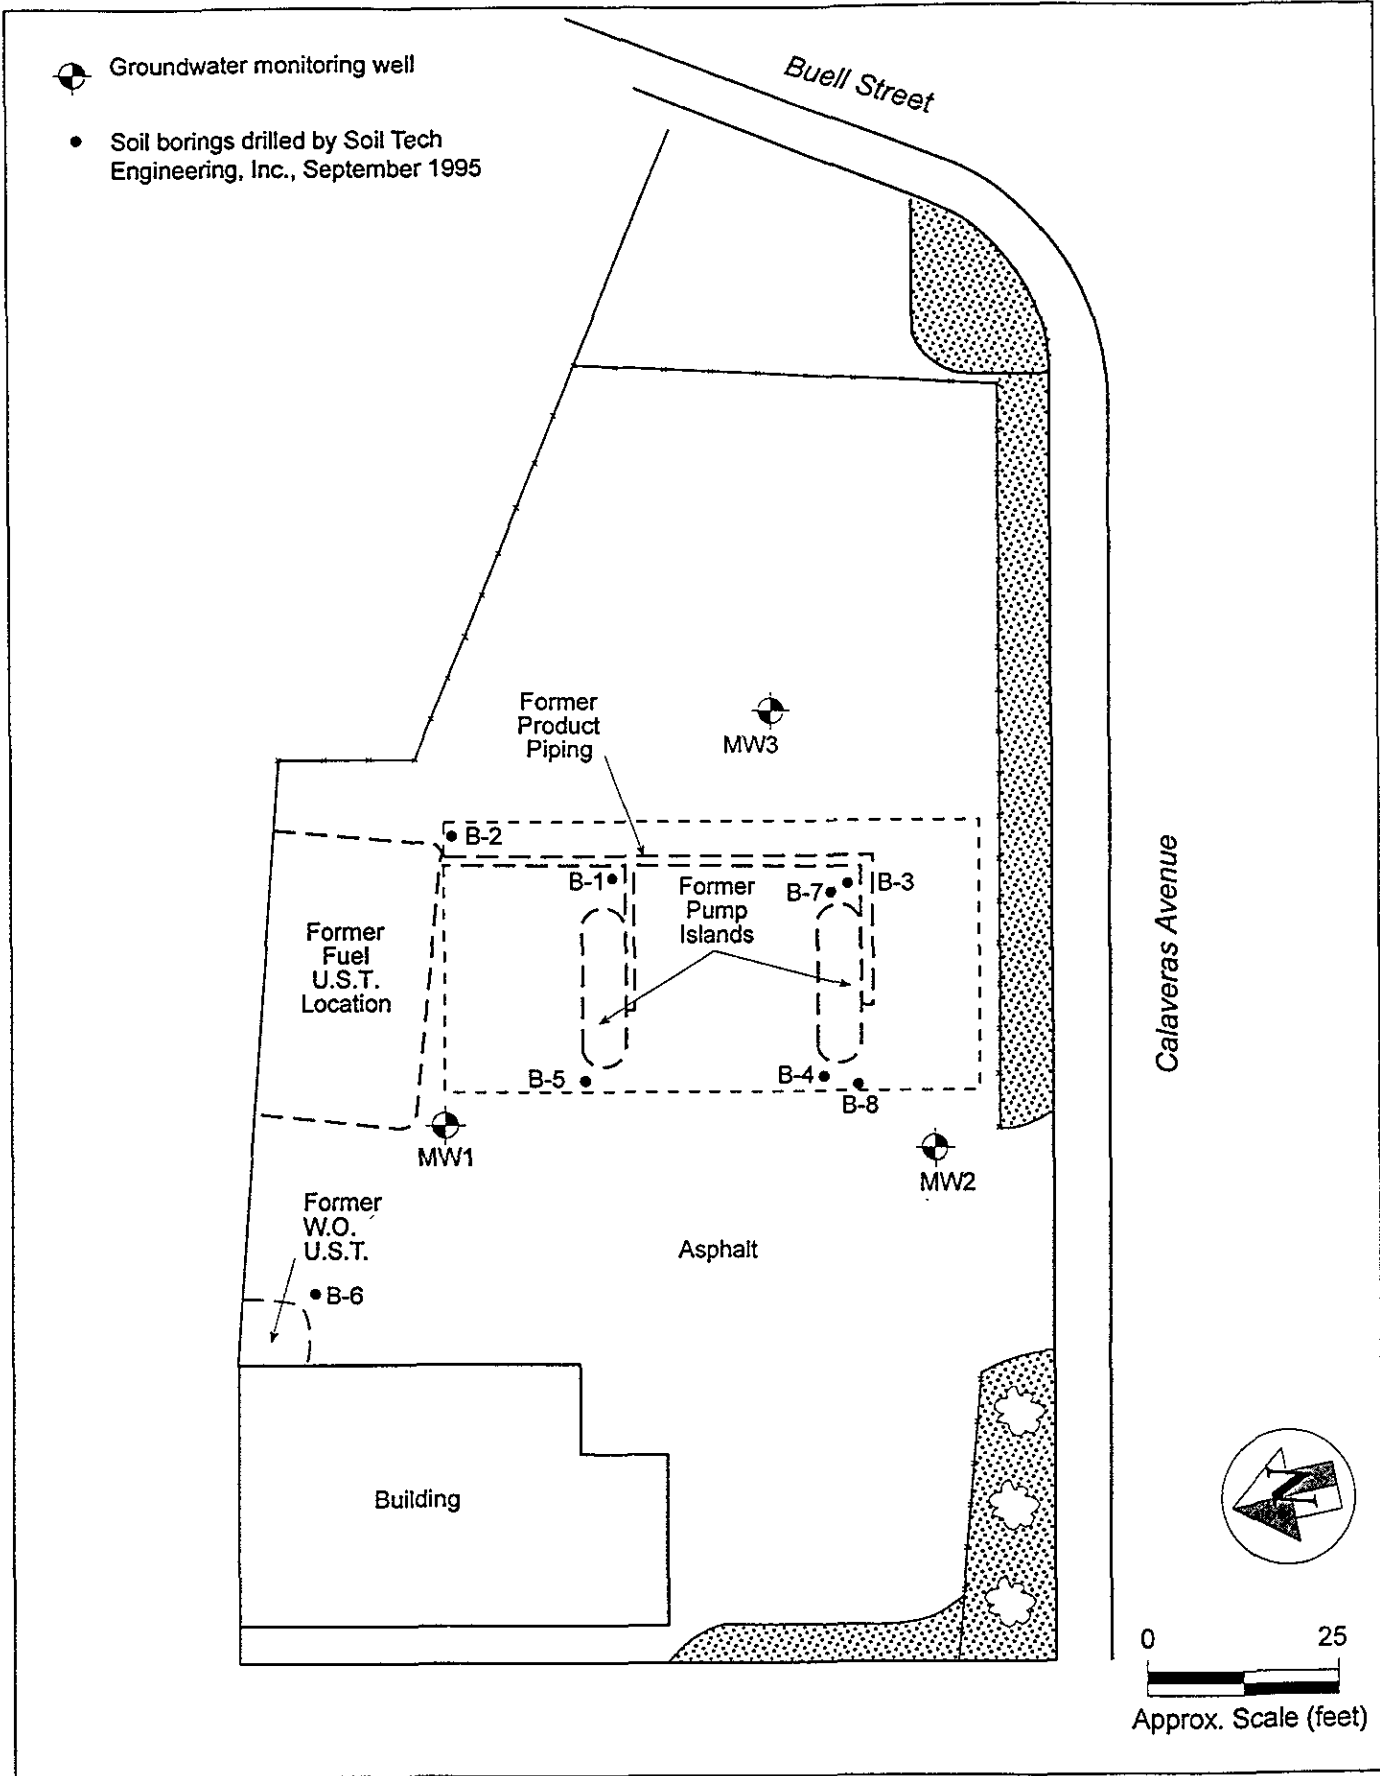 Groundwater monitoring well
Soil borings drilled by Soil Tech
Engineering, Inc., September 1995
Buell Street
Former
Product
Piping
MW3
B-2
B-1
Former
Pump
Islands
B-7
B-3
Former
Fuel
U.S.T.
Location
Calaveras Avenue
B-5
B-4
B-8
MW1
MW2
Former
W.O.
U.S.T.
Asphalt
B-6
Building
N
0 25
Approx. Scale (feet)